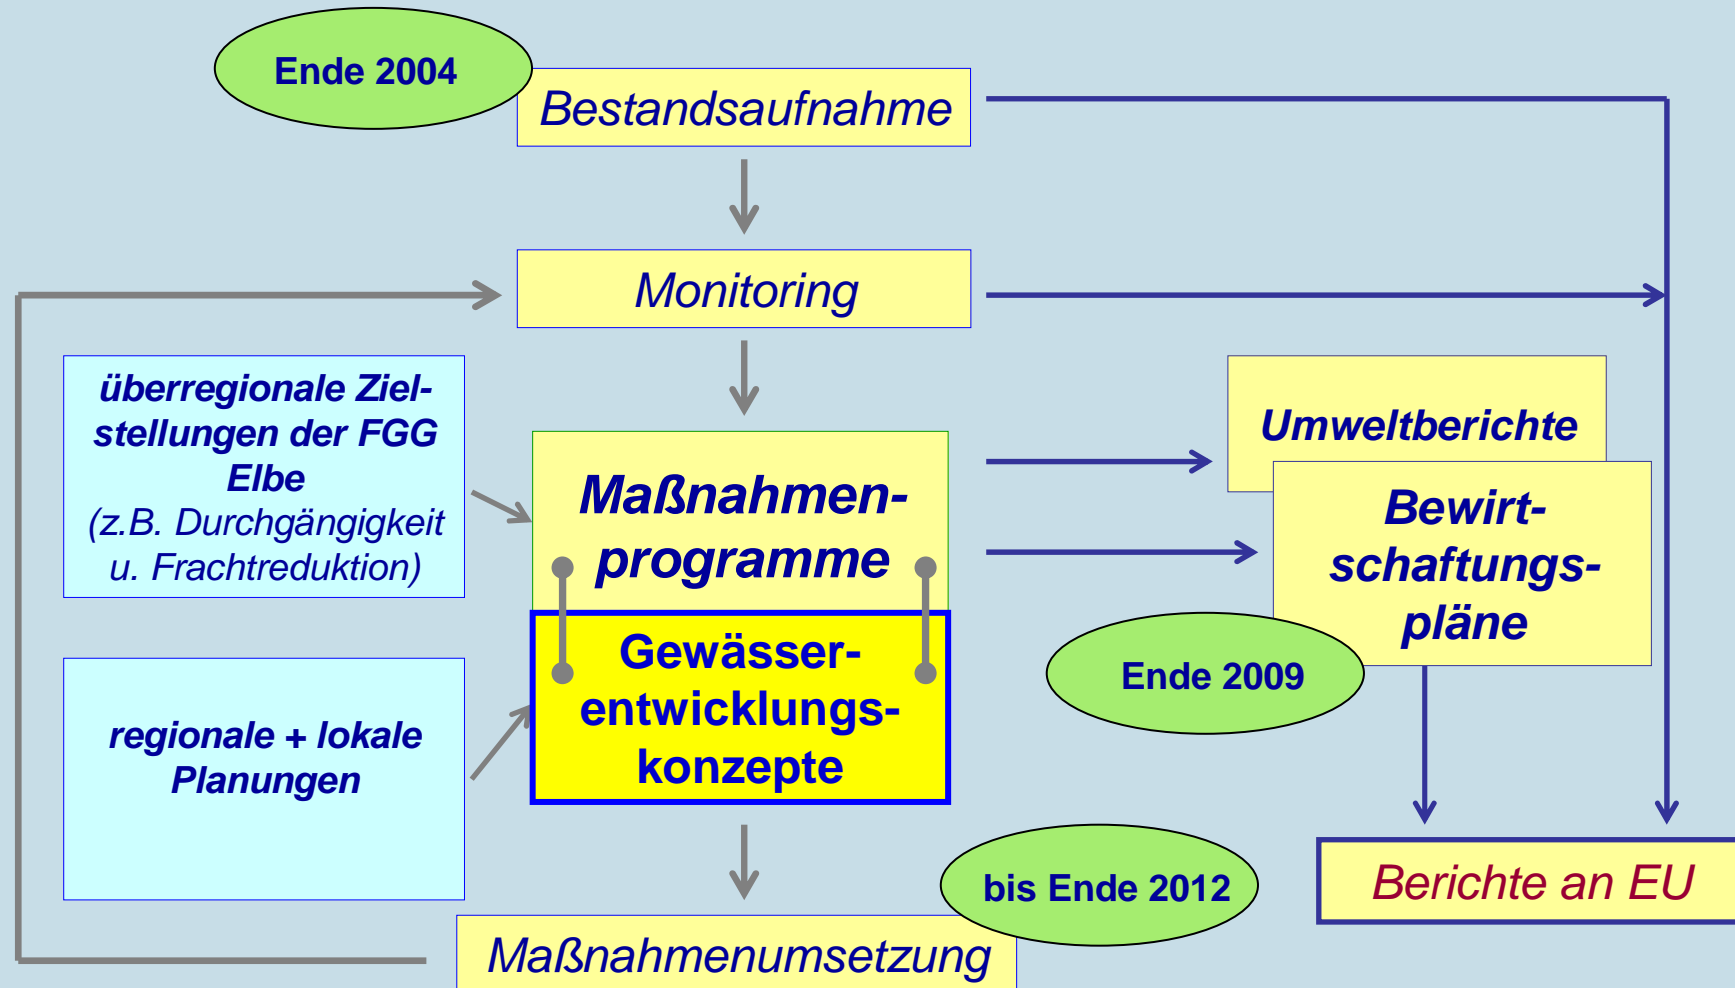 Ende 2004
Bestandsaufnahme
Monitoring
überregionale Ziel-
stellungen der FGG
Elbe
(z.B. Durchgängigkeit
u. Frachtreduktion)
Maßnahmen-
programme
Umweltberichte
Bewirt-
schaftungs-
pläne
Gewässer-
entwicklungs-
konzepte
Ende 2009
regionale + lokale
Planungen
bis Ende 2012
Berichte an EU
Maßnahmenumsetzung